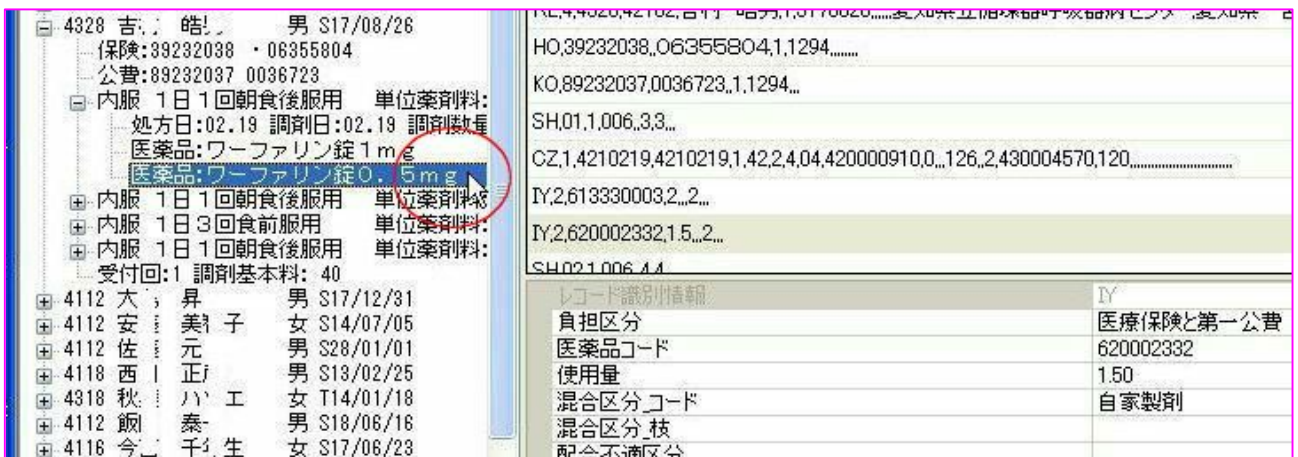 4328 吉 皓 男 S17/08/26
保険:39232038 ・06355804
公費:89232037 0036723
内服 1日1回朝食後服用 単位薬剤料:
処方日:02.19 調剤日:02.19 調剤数量
医薬品:ワーファリン錠1mg
医薬品:ワーファリン錠0.5mg
内服 1日1回朝食後服用 単位薬剤料
内服 1日3回食前服用 単位薬剤料:
内服 1日1回朝食後服用 単位薬剤料:
受付回:1 調剤基本料: 40
4112 大 昇 男 S17/12/31
4112 安 美 子 女 S14/07/05
4112 佐 元 男 S28/01/01
4118 西 正 男 S13/02/25
4318 秋 ハ エ 女 T14/01/18
4112 飯 泰 男 S18/06/16
4116 今 千 生 女 S17/06/23
HO,39232038,,06355804,1,1294,,,,,,,
KO,89232037,0036723,,1,1294,,,
SH,01,1,006,,3,3,,,
CZ,1,4210219,4210219,1,42,2,4,04,420000910,0,,,126,,2,430004570,120,,,,,,,,,,,,,,,,,,,,,,,,
IY,2,613330003,2,,,2,,,
IY,2,620002332,1.5,,,2,,,
SH,02,1,006,,4,4
レコード識別情報 IY
負担区分 医療保険と第一公費
医薬品コード 620002332
使用量 1.50
混合区分_コード 自家製剤
混合区分_枝
配合不適区分